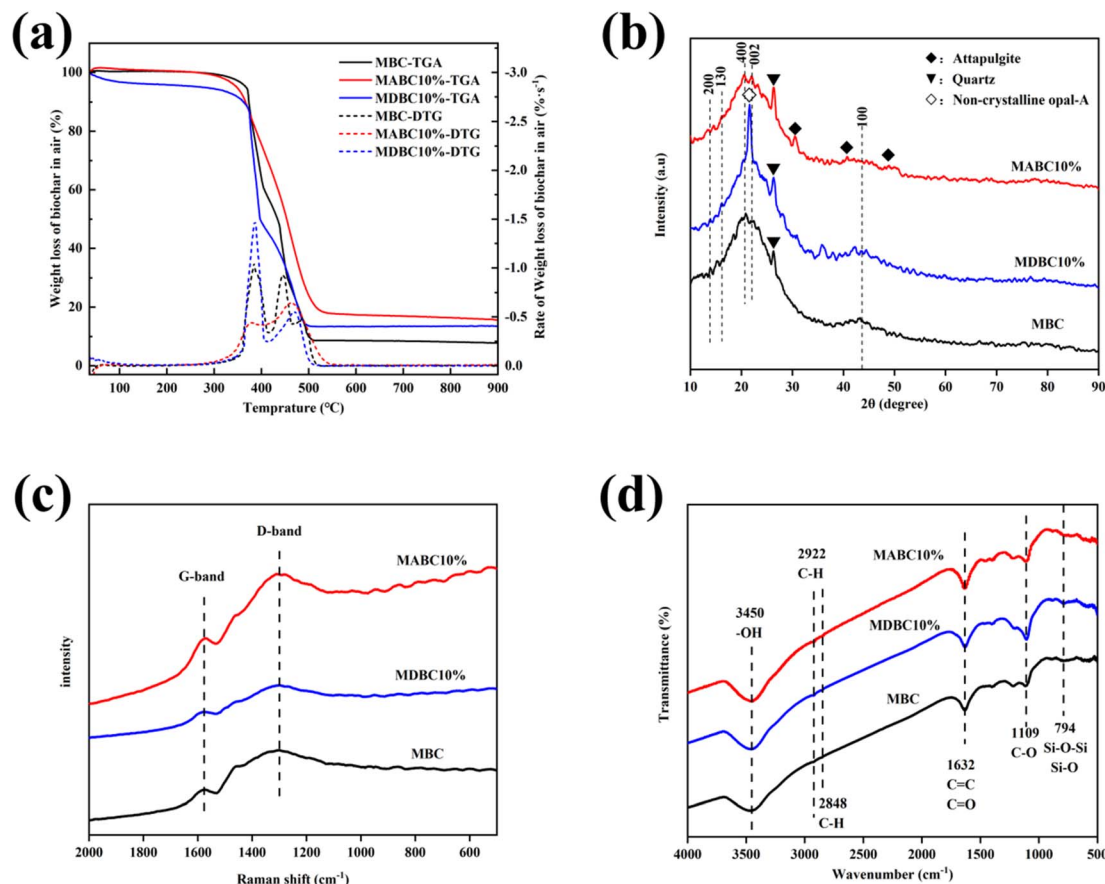 (a)
Weight loss of biochar in air (%)
100
80
60
40
20
0
MBC-TGA
MABC10%-TGA
MDBC10%-TGA
MBC-DTG
MABC10%-DTG
MDBC10%-DTG
-3.0
-2.5
-2.0
-1.5
-1.0
-0.5
0.0
Rate of Weight loss of biochar in air (%·s⁻¹)
100 200 300 400 500 600 700 800 900
Temprature (℃)
(b)
Intensity (a.u)
200
130
400
002
100
: Attapulgite
: Quartz
: Non-crystalline opal-A
MABC10%
MDBC10%
MBC
10 20 30 40 50 60 70 80 90
2θ (degree)
(c)
intensity
G-band
D-band
MABC10%
MDBC10%
MBC
2000 1800 1600 1400 1200 1000 800 600
Raman shift (cm⁻¹)
(d)
Transmittance (%)
3450
-OH
2922
C-H
2848
C-H
MABC10%
MDBC10%
MBC
1632
C=C
C=O
1109
C-O
794
Si-O-Si
Si-O
4000 3500 3000 2500 2000 1500 1000 500
Wavenumber (cm⁻¹)